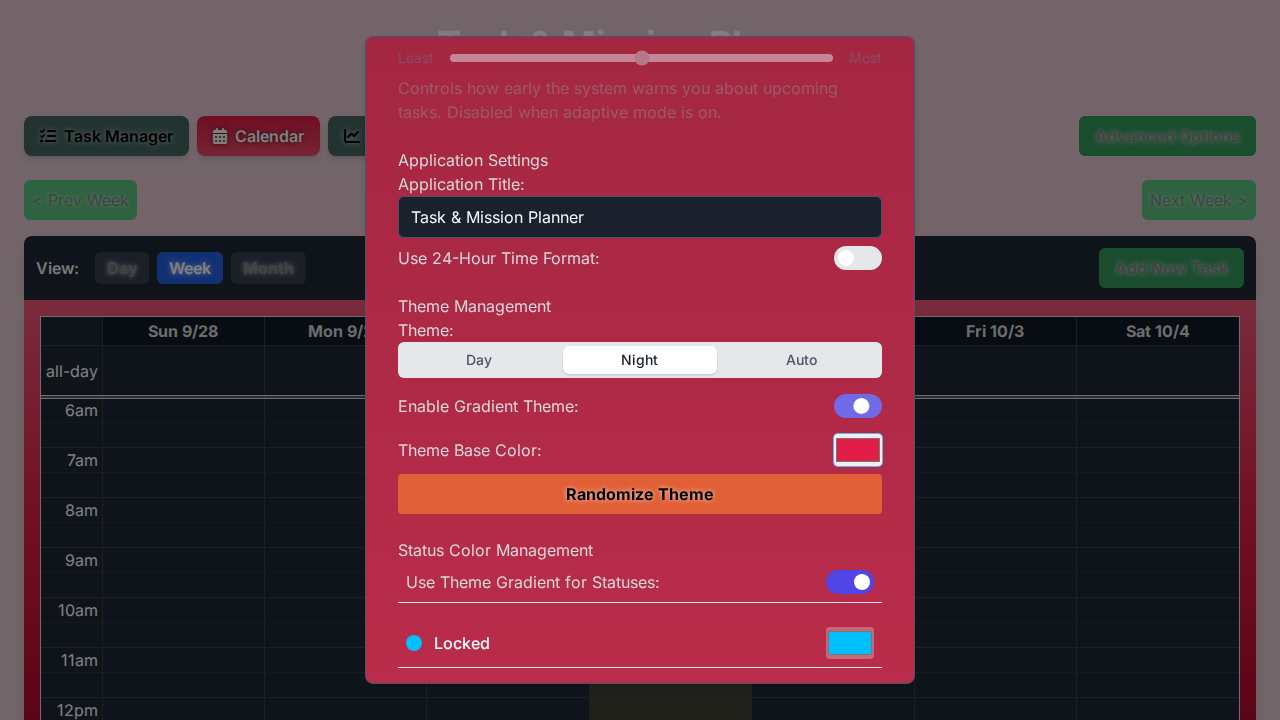 Task & Mission Planner
Least
Most
Controls how early the system warns you about upcoming
tasks. Disabled when adaptive mode is on.
Task Manager
Calendar
Advanced Options
< Prev Week
Next Week >
Application Settings
Application Title:
Task & Mission Planner
Use 24-Hour Time Format:
View:
Day
Week
Month
Add New Task
Theme Management
Theme:
Day
Night
Auto
Sun 9/28
Mon 9/2
Fri 10/3
Sat 10/4
all-day
Enable Gradient Theme:
Theme Base Color:
Randomize Theme
Status Color Management
Use Theme Gradient for Statuses:
Locked
6am
7am
8am
9am
10am
11am
12pm